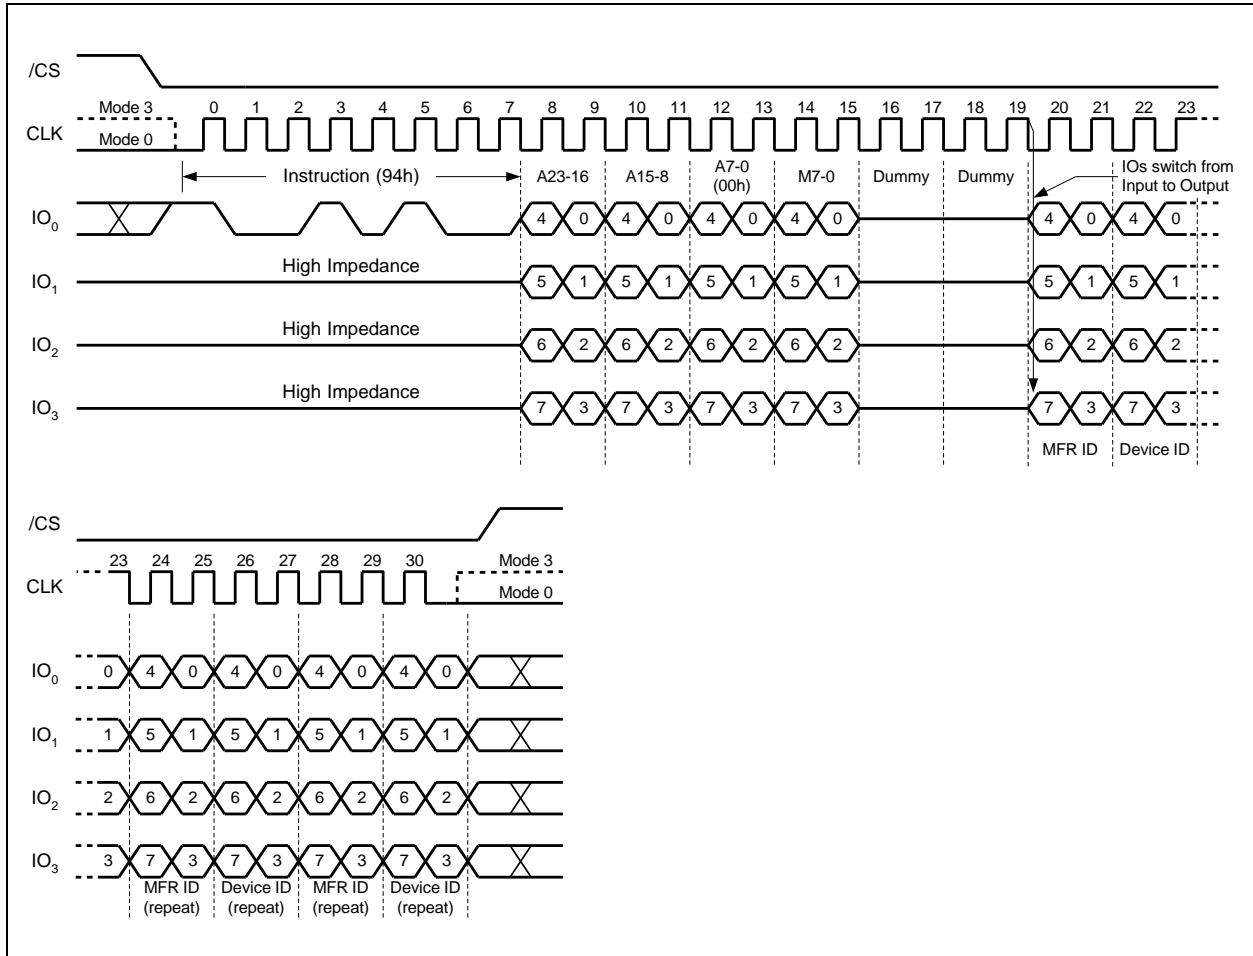 /CS
Mode 3 0 1 2 3 4 5 6 7 8 9 10 11 12 13 14 15 16 17 18 19 20 21 22 23
CLK
Mode 0
Instruction (94h) A23-16 A15-8 A7-0 (00h) M7-0 Dummy Dummy IOs switch from Input to Output
IO0 4 0 4 0 4 0 4 0 4 0 4 0
High Impedance
IO1 5 1 5 1 5 1 5 1 5 1 5 1
High Impedance
IO2 6 2 6 2 6 2 6 2 6 2 6 2
High Impedance
IO3 7 3 7 3 7 3 7 3 7 3 7 3
MFR ID Device ID
/CS
23 24 25 26 27 28 29 30 Mode 3
CLK
Mode 0
IO0 0 4 0 4 0 4 0 4 0
IO1 1 5 1 5 1 5 1 5 1
IO2 2 6 2 6 2 6 2 6 2
IO3 3 7 3 7 3 7 3 7 3
MFR ID Device ID MFR ID Device ID
(repeat) (repeat) (repeat) (repeat)